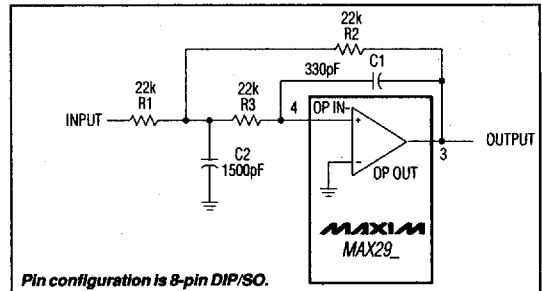 22k
R2
330pF
C1
22k
R1
22k
R3
4
OP IN-
+
INPUT
OUTPUT
-
3
C2
1500pF
OP OUT
MAXIM
MAX29_
Pin configuration is 8-pin DIP/SO.